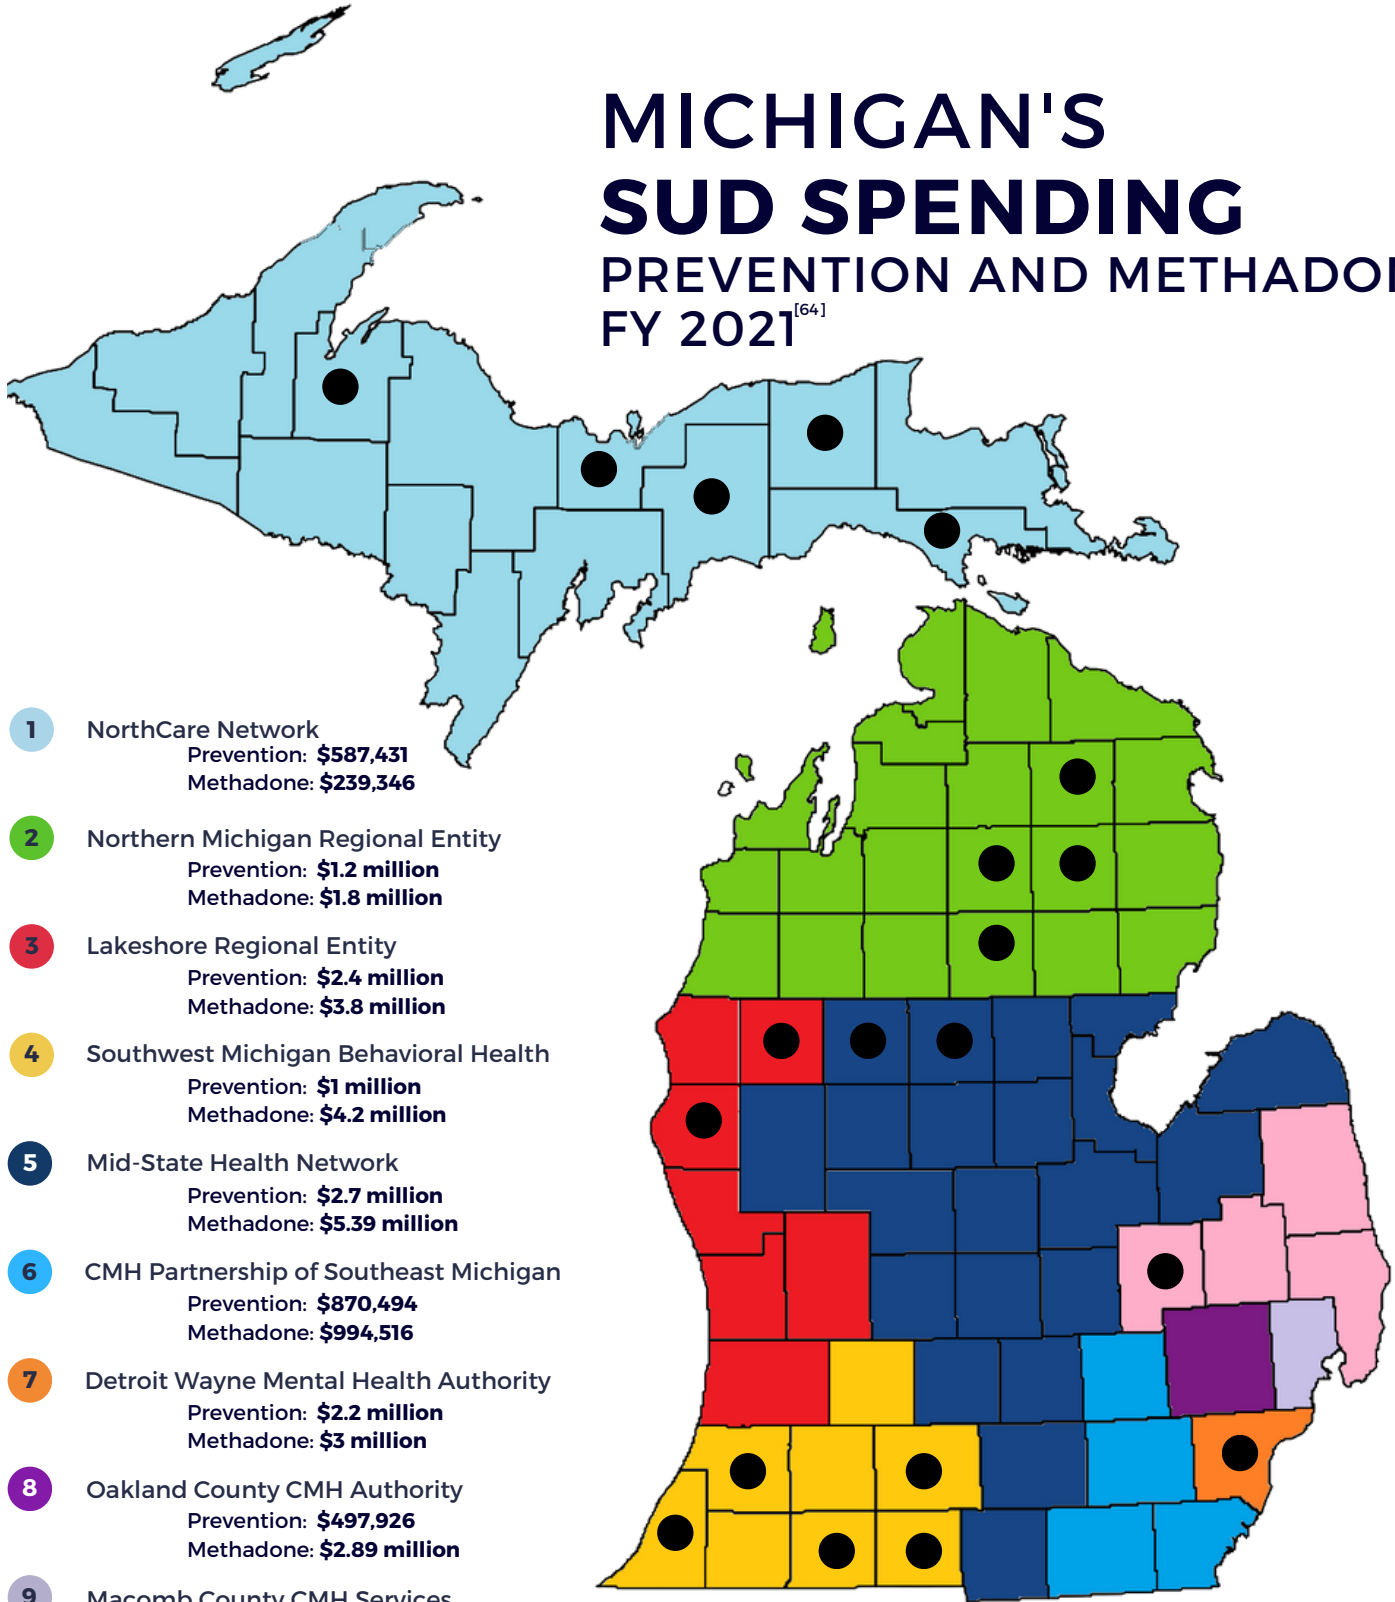 MICHIGAN'S
SUD SPENDING
PREVENTION AND METHADO
FY 2021[64]
1 NorthCare Network
Prevention: $587,431
Methadone: $239,346
2 Northern Michigan Regional Entity
Prevention: $1.2 million
Methadone: $1.8 million
3 Lakeshore Regional Entity
Prevention: $2.4 million
Methadone: $3.8 million
4 Southwest Michigan Behavioral Health
Prevention: $1 million
Methadone: $4.2 million
5 Mid-State Health Network
Prevention: $2.7 million
Methadone: $5.39 million
6 CMH Partnership of Southeast Michigan
Prevention: $870,494
Methadone: $994,516
7 Detroit Wayne Mental Health Authority
Prevention: $2.2 million
Methadone: $3 million
8 Oakland County CMH Authority
Prevention: $497,926
Methadone: $2.89 million
9 Macomb County CMH Services